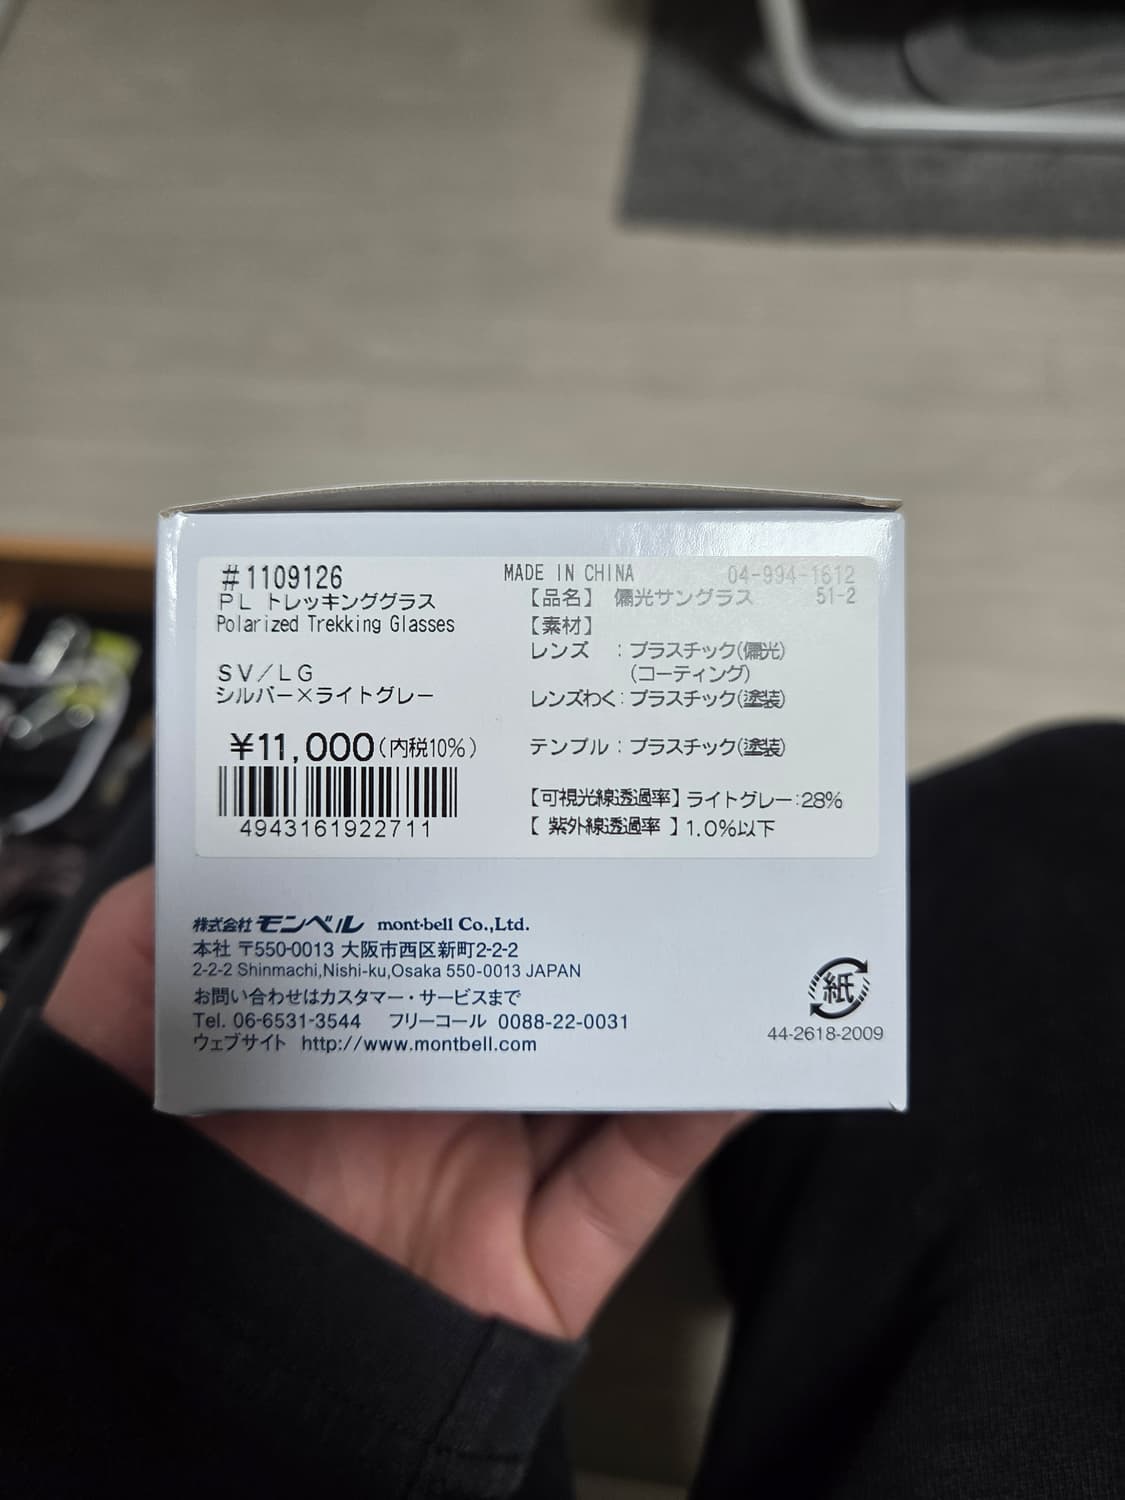 #1109126
PL トレッキンググラス
Polarized Trekking Glasses
SV/LG
シルバー×ライトグレー
¥11,000(内税10%)
4943161922711
MADE IN CHINA 04-994-1612
【品名】 偏光サングラス 51-2
【素材】
レンズ :プラスチック(偏光)
(コーティング)
レンズわく:プラスチック(塗装)
テンプル :プラスチック(塗装)
【可視光線透過率】ライトグレー:28%
【 紫外線透過率 】1.0%以下
株式会社 モンベル mont-bell Co.,Ltd.
本社 〒550-0013 大阪市西区新町2-2-2
2-2-2 Shinmachi,Nishi-ku,Osaka 550-0013 JAPAN
お問い合わせはカスタマー・サービスまで
Tel. 06-6531-3544 フリーコール 0088-22-0031
ウェブサイト http://www.montbell.com
紙
44-2618-2009